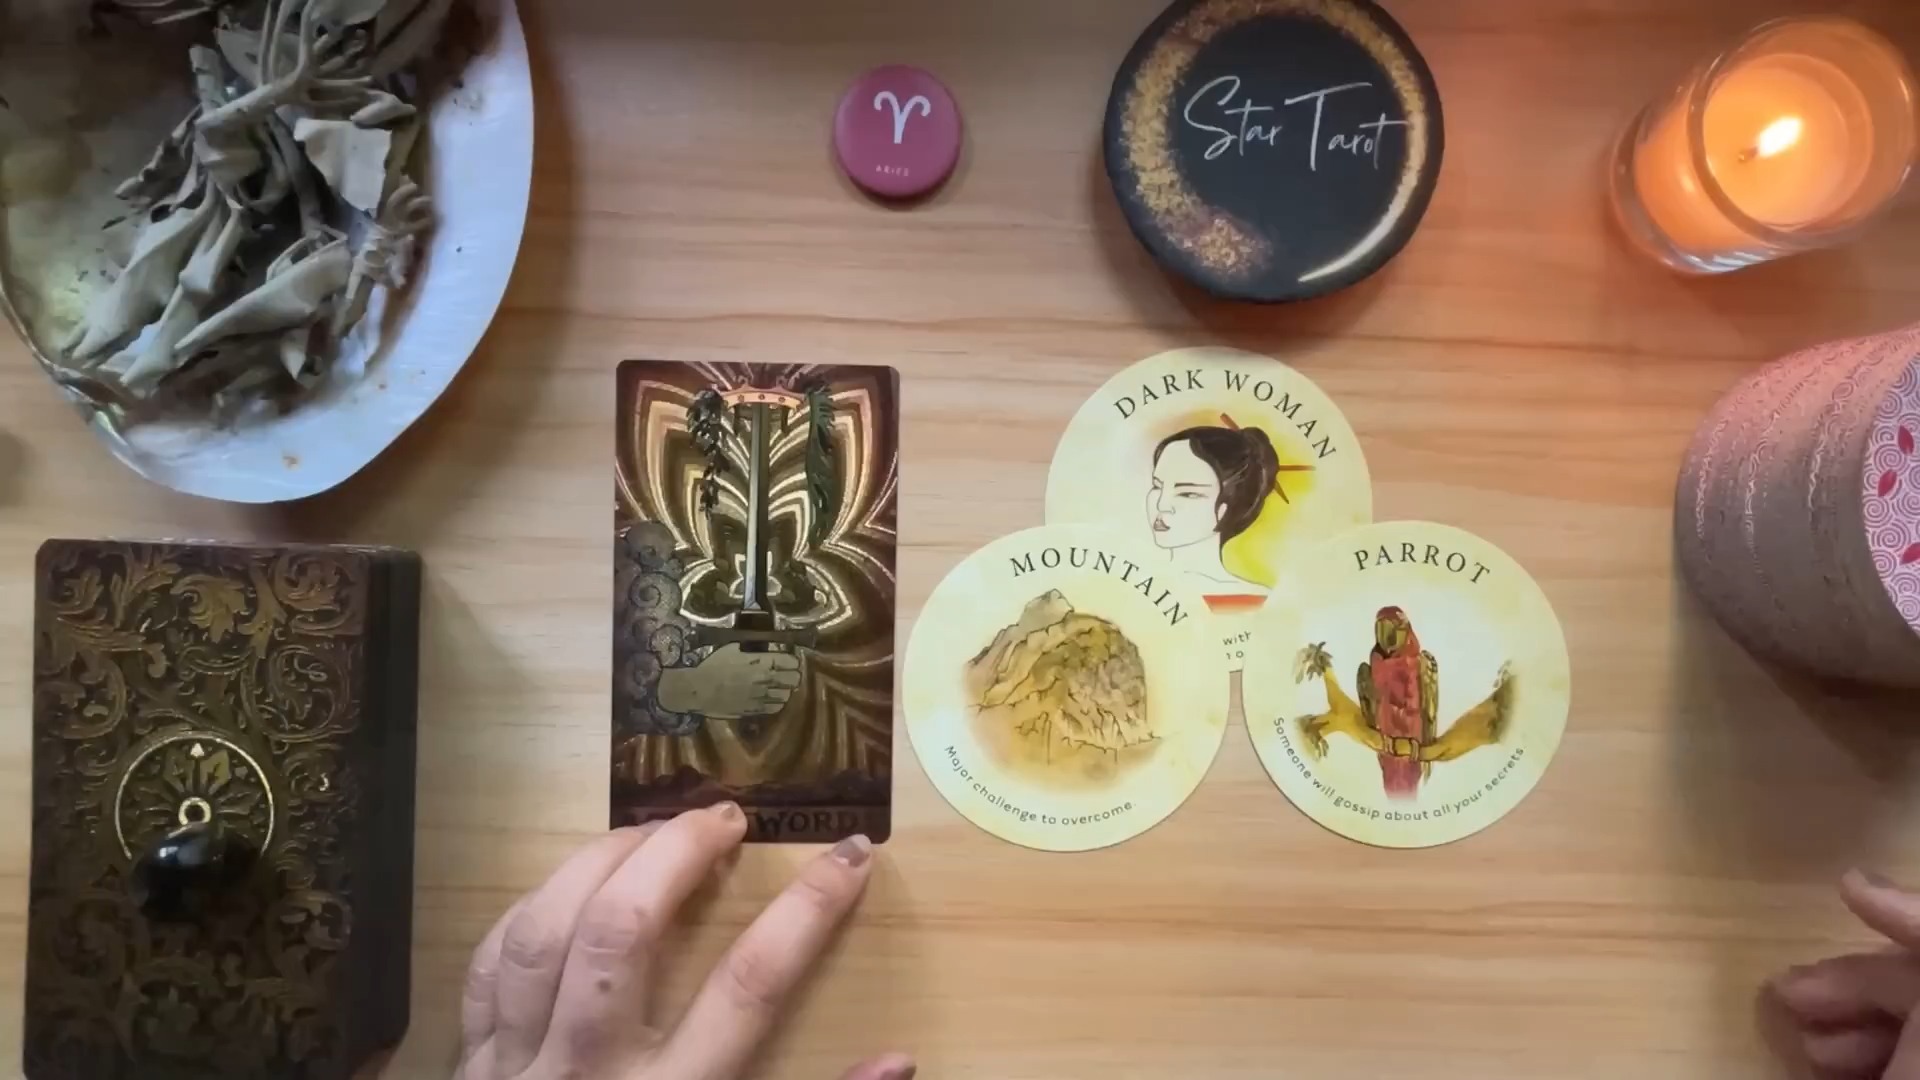 ARIES
Star Tarot
DARK WOMAN
with
MOUNTAIN
Major challenge to overcome.
PARROT
Someone will gossip about all your secrets
WORD